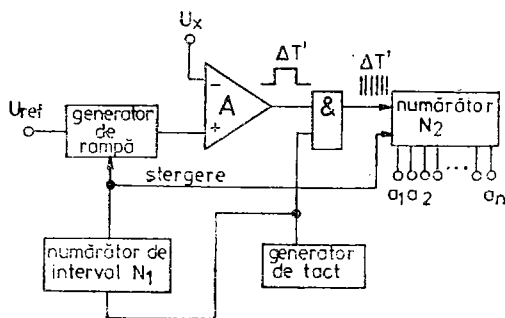 Ux
ΔT'
ΔT'
Uref
generator
de
rampă
−
A
+
&
numărător
N2
ștergere
a1 a2 ... an
numărător de
interval N1
generator
de tact